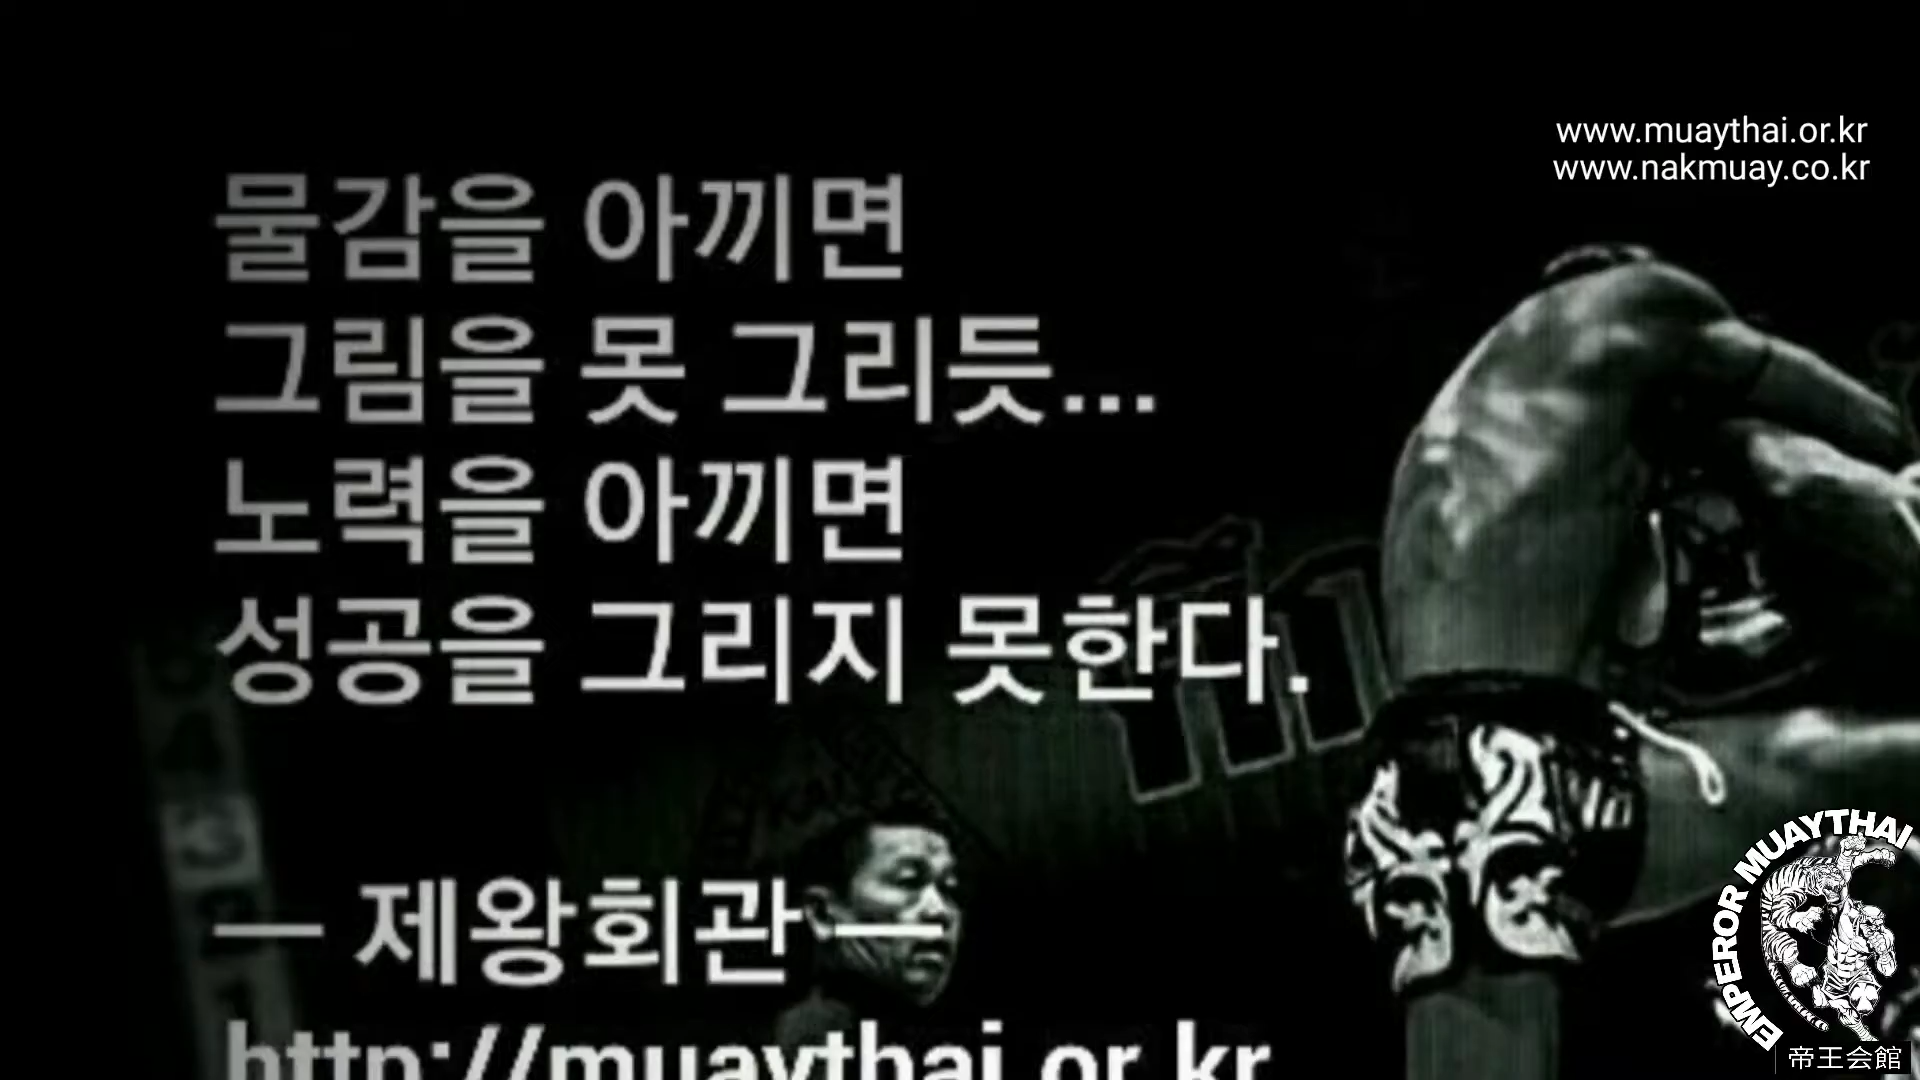 www.muaythai.or.kr
www.nakmuay.co.kr
물감을 아끼면
그림을 못 그리듯...
노력을 아끼면
성공을 그리지 못한다.
— 제왕회관 —
http://muaythai.or.kr
EMPEROR MUAYTHAI
帝王会館